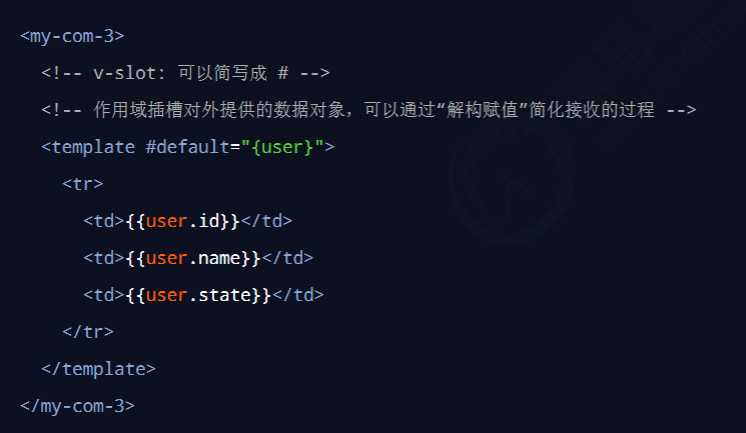 <my-com-3>
  <!-- v-slot: 可以简写成 # -->
  <!-- 作用域插槽对外提供的数据对象，可以通过“解构赋值”简化接收的过程 -->
  <template #default="{user}">
    <tr>
      <td>{{user.id}}</td>
      <td>{{user.name}}</td>
      <td>{{user.state}}</td>
    </tr>
  </template>
</my-com-3>